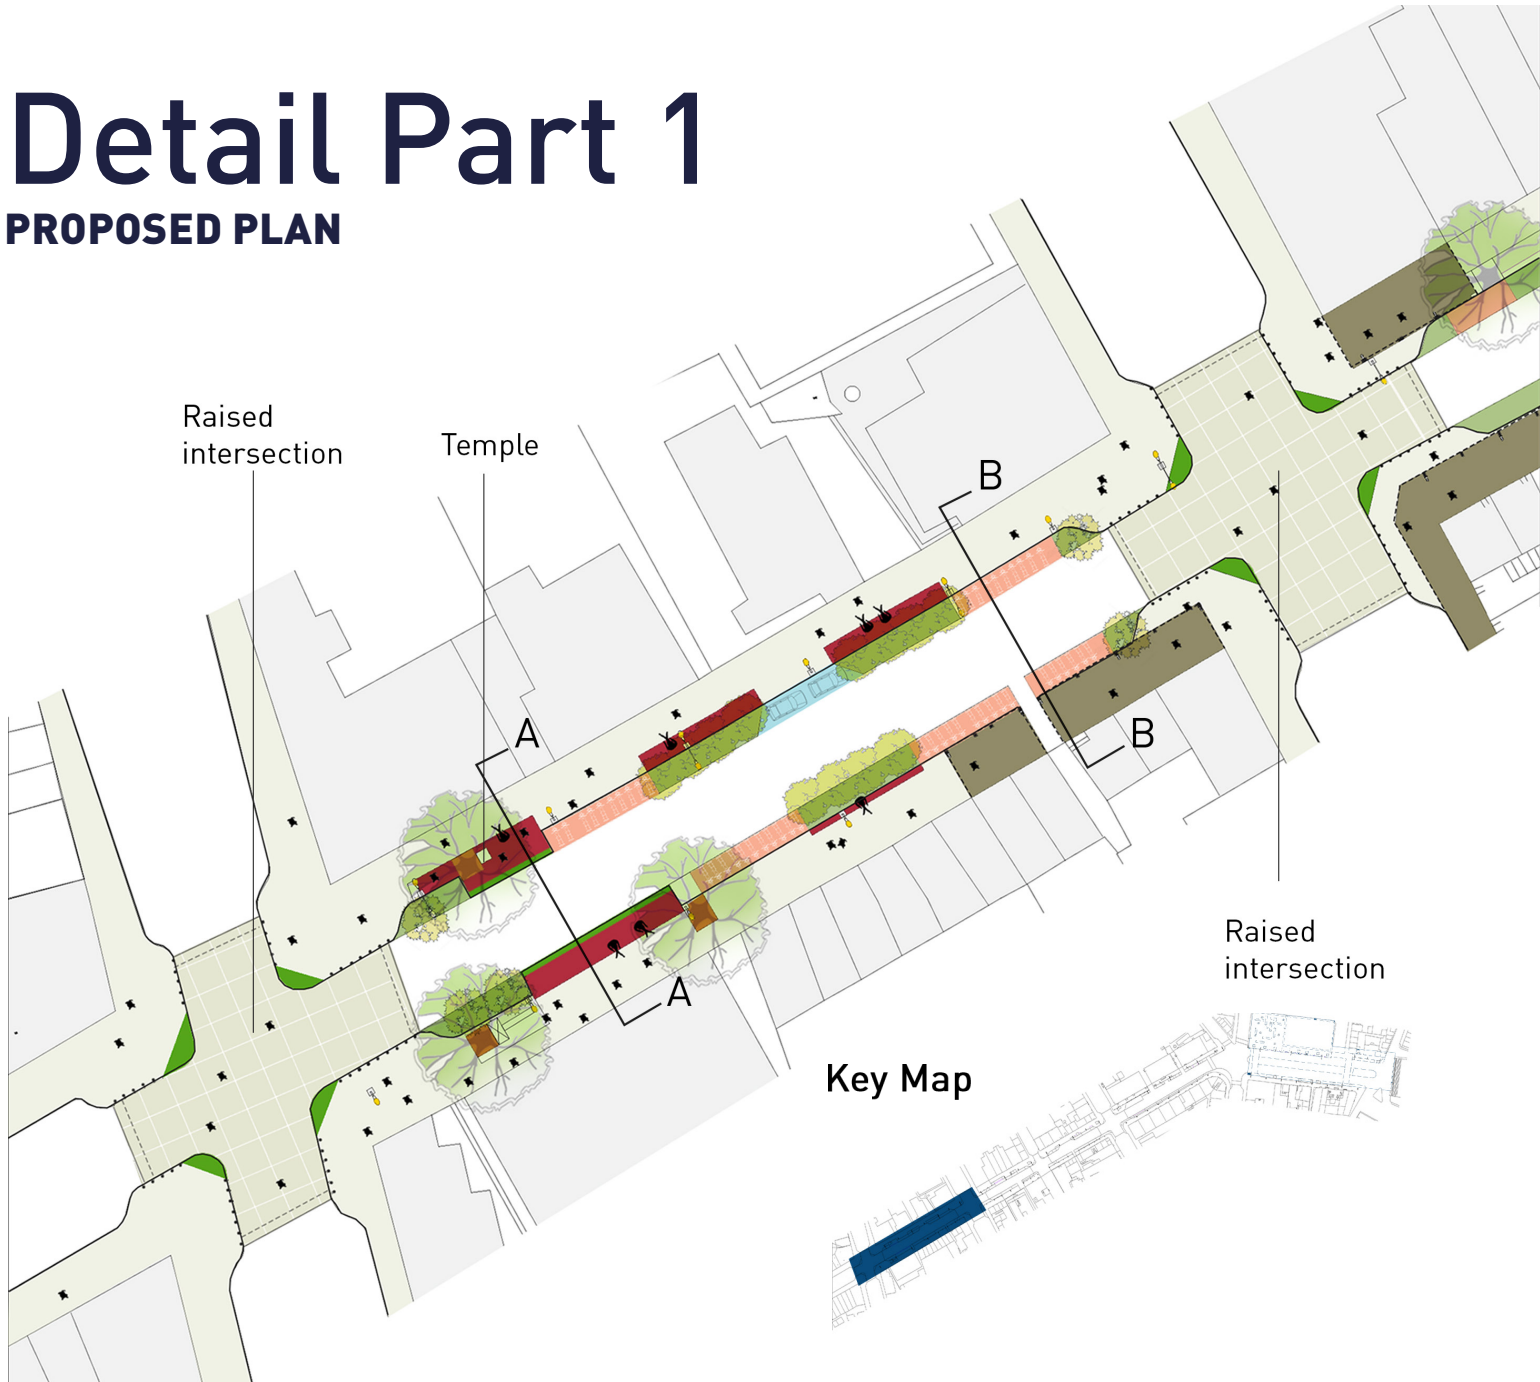 Detail Part 1
PROPOSED PLAN
Raised
intersection
Temple
B
A
B
A
Raised
intersection
Key Map